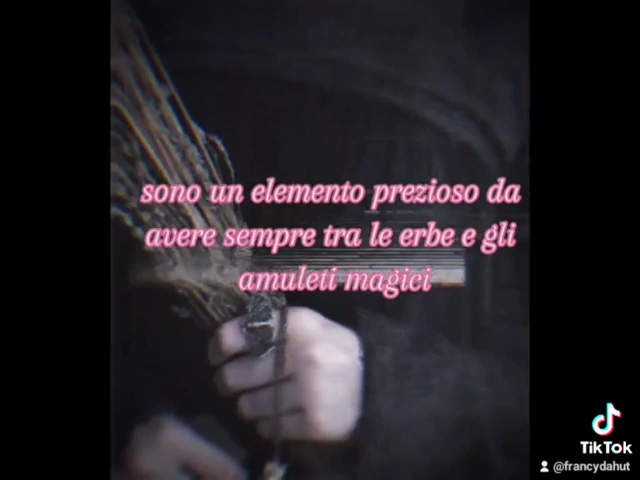 sono un elemento prezioso da
avere sempre tra le erbe e gli
amuleti magici
TikTok
@francydahut